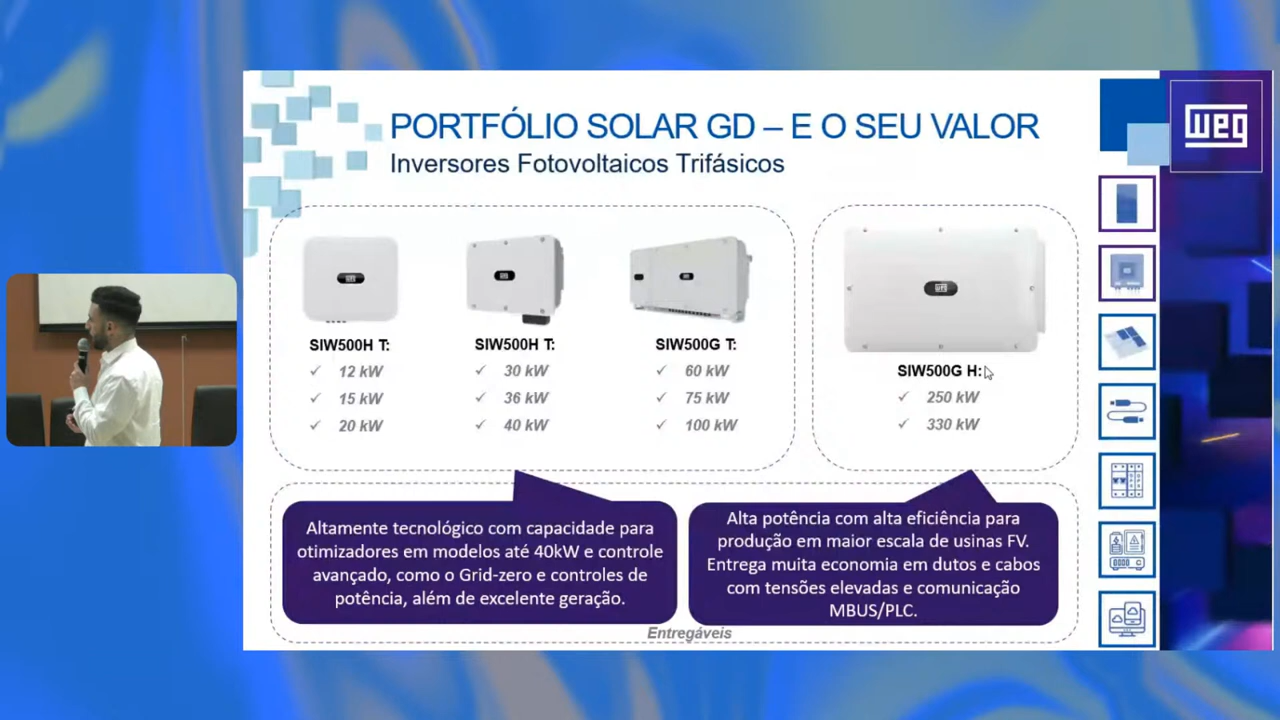 PORTFÓLIO SOLAR GD – E O SEU VALOR
Inversores Fotovoltaicos Trifásicos
weg
SIW500H T:
✓ 12 kW
✓ 15 kW
✓ 20 kW
SIW500H T:
✓ 30 kW
✓ 36 kW
✓ 40 kW
SIW500G T:
✓ 60 kW
✓ 75 kW
✓ 100 kW
weg
SIW500G H:
✓ 250 kW
✓ 330 kW
Altamente tecnológico com capacidade para
otimizadores em modelos até 40kW e controle
avançado, como o Grid-zero e controles de
potência, além de excelente geração.
Alta potência com alta eficiência para
produção em maior escala de usinas FV.
Entrega muita economia em dutos e cabos
com tensões elevadas e comunicação
MBUS/PLC.
Entregáveis